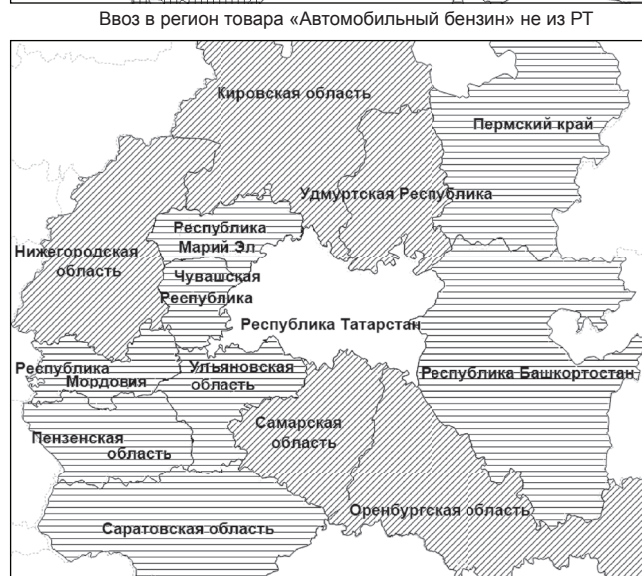 Ввоз в регион товара «Автомобильный бензин» не из РТ
Кировская область
Пермский край
Удмуртская Республика
Республика
Марий Эл
Нижегородская
область
Чувашская
Республика
Республика Татарстан
Республика
Мордовия
Ульяновская
область
Республика Башкортостан
Пензенская
область
Самарская
область
Оренбургская область
Саратовская область